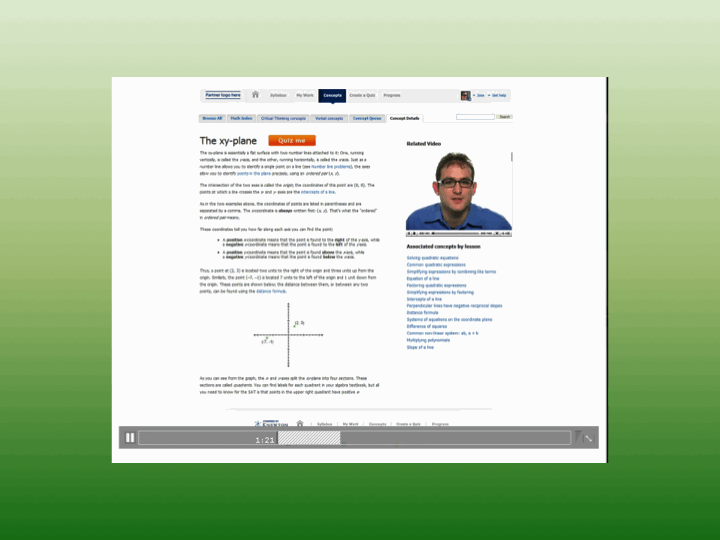 Partner logo here
Syllabus
My Work
Concepts
Create a Quiz
Progress
Jose
Get help
Browse All
Math Index
Critical Thinking concepts
Verbal concepts
Concept Queue
Concept Details
Search
The xy-plane
Quiz me
The xy-plane is essentially a flat surface with two number lines attached to it: One, running
vertically, is called the y-axis, and the other, running horizontally, is called the x-axis. Just as a
number line allows you to identify a single point on a line (see Number line problems), the axes
allow you to identify points in the plane precisely, using an ordered pair (x, y).
The intersection of the two axes is called the origin; the coordinates of this point are (0, 0). The
points at which a line crosses the x- and y- axes are the intercepts of a line.
As in the two examples above, the coordinates of points are listed in parentheses and are
separated by a comma. The x-coordinate is always written first: (x, y). That's what the "ordered"
in ordered pair means.
These coordinates tell you how far along each axis you can find the point:
• A positive x-coordinate means that the point is found to the right of the y-axis, while
a negative x-coordinate means that the point is found to the left of the y-axis.
• A positive y-coordinate means that the point is found above the x-axis, while
a negative y-coordinate means that the point is found below the x-axis.
Thus, a point at (2, 3) is located two units to the right of the origin and three units up from the
origin. Similarly, the point (-7, -1) is located 7 units to the left of the origin and 1 unit down from
the origin. These points are shown below; the distance between them, or between any two
points, can be found using the distance formula.
(2, 3)
As you can see from the graph, the x- and y-axes split the xy-plane into four sections. These
sections are called quadrants. You can find labels for each quadrant in your algebra textbook, but all
you need to know for the SAT is that points in the upper right quadrant have positive x-
Related Video
Associated concepts by lesson
Solving quadratic equations
Common quadratic expressions
Simplifying expressions by combining like terms
Equation of a line
Factoring quadratic expressions
Simplifying expressions by factoring
Intercepts of a line
Perpendicular lines have negative reciprocal slopes
Distance formula
Systems of equations on the coordinate plane
Difference of squares
Common non-linear system: ab, a + b
Multiplying polynomials
Slope of a line
KNEWTON
Syllabus
My Work
Concepts
Create a Quiz
Progress
1:21